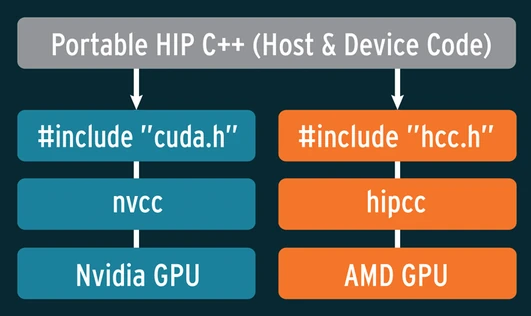 Portable HIP C++ (Host & Device Code)
#include "cuda.h"
#include "hcc.h"
nvcc
hipcc
Nvidia GPU
AMD GPU